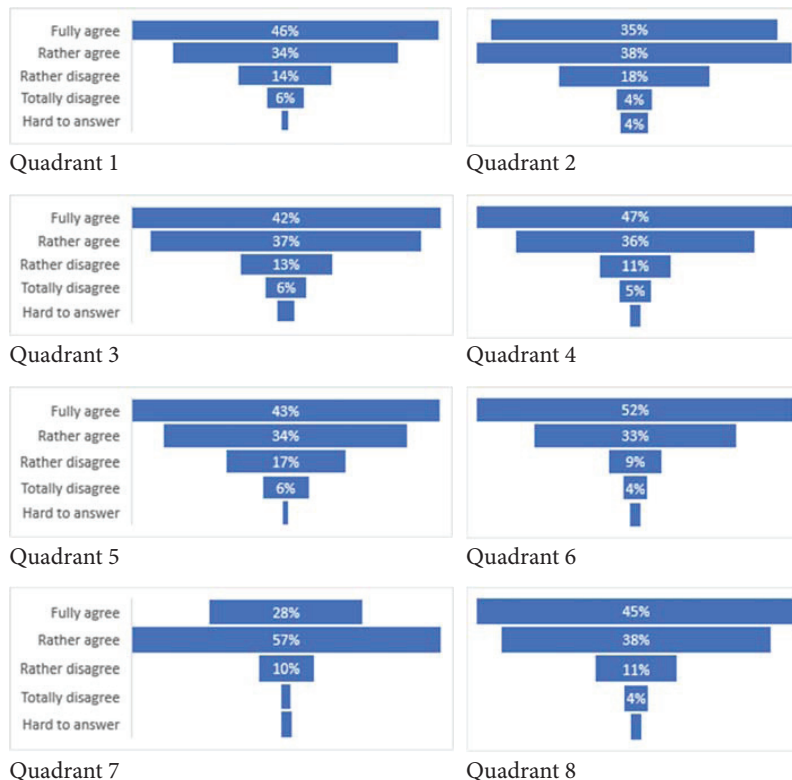 Fully agree 46% 35%
Rather agree 34% 38%
Rather disagree 14% 18%
Totally disagree 6% 4%
Hard to answer 4%
Quadrant 1 Quadrant 2
Fully agree 42% 47%
Rather agree 37% 36%
Rather disagree 13% 11%
Totally disagree 6% 5%
Hard to answer
Quadrant 3 Quadrant 4
Fully agree 43% 52%
Rather agree 34% 33%
Rather disagree 17% 9%
Totally disagree 6% 4%
Hard to answer
Quadrant 5 Quadrant 6
Fully agree 28% 45%
Rather agree 57% 38%
Rather disagree 10% 11%
Totally disagree 4%
Hard to answer
Quadrant 7 Quadrant 8